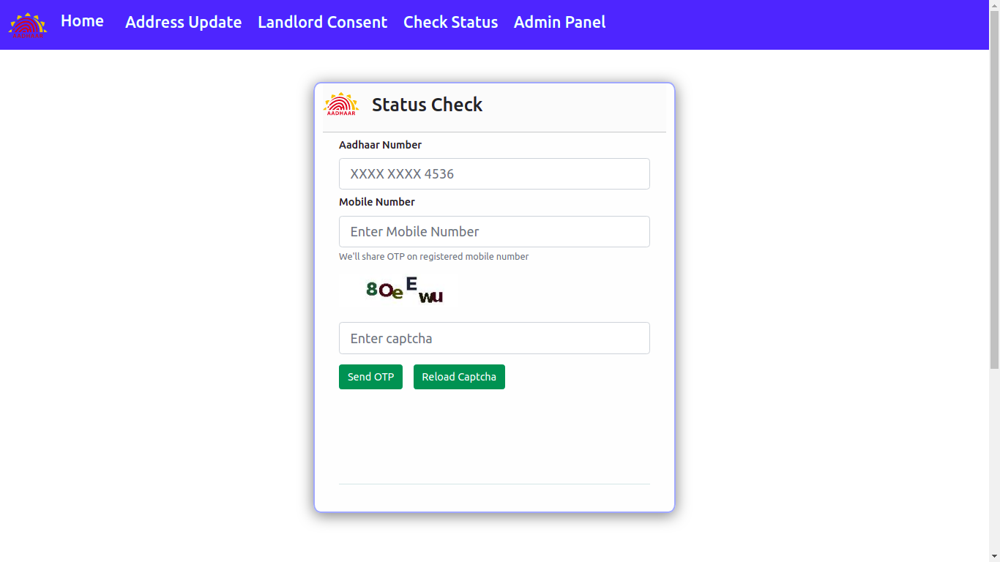 Home Address Update Landlord Consent Check Status Admin Panel
AADHAAR Status Check
Aadhaar Number
XXXX XXXX 4536
Mobile Number
Enter Mobile Number
We'll share OTP on registered mobile number
8OeEwu
Enter captcha
Send OTP Reload Captcha